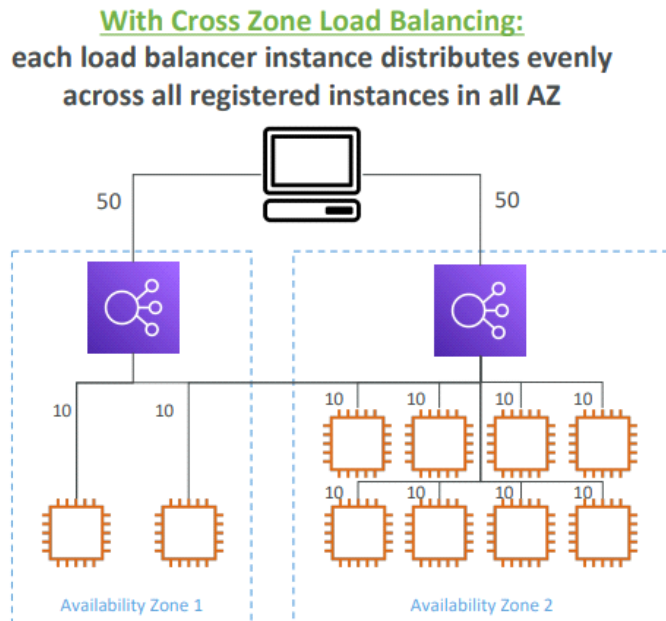 With Cross Zone Load Balancing:
each load balancer instance distributes evenly
across all registered instances in all AZ
50
50
10
10
10
10
10
10
10
10
10
10
Availability Zone 1
Availability Zone 2